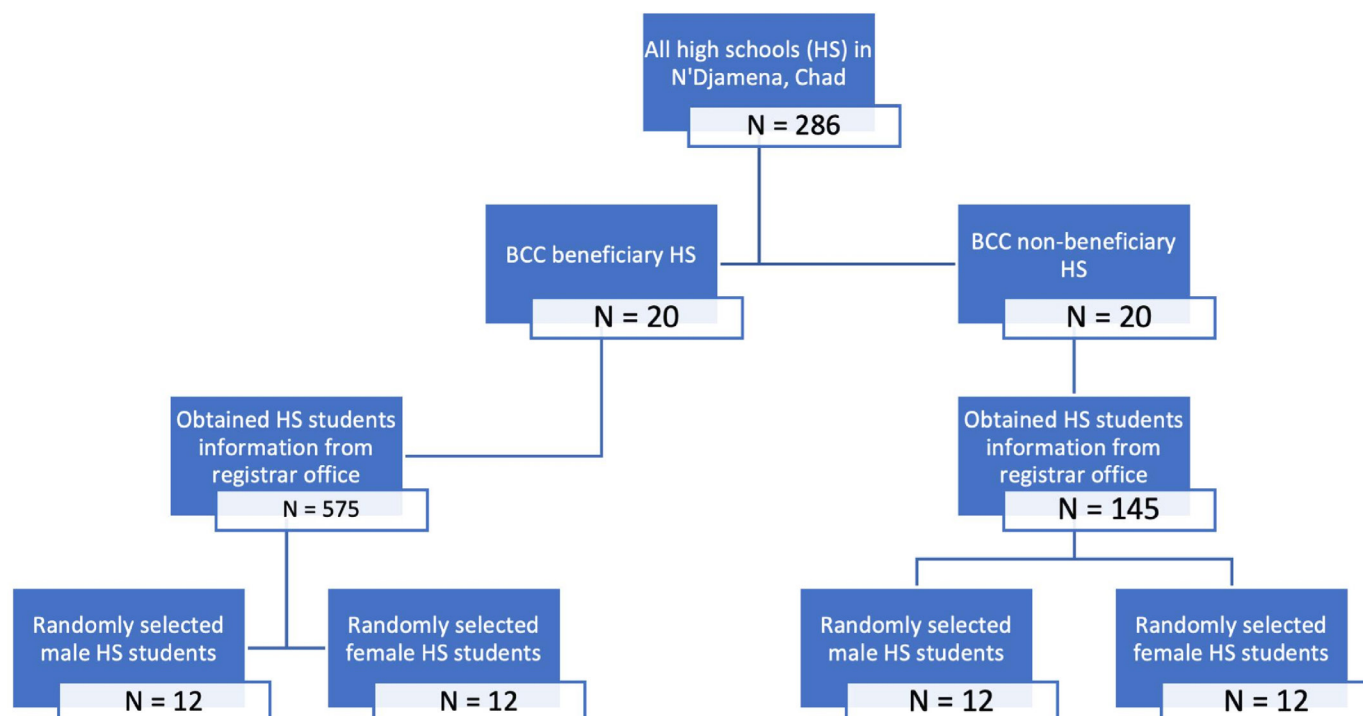 All high schools (HS) in
N'Djamena, Chad
N = 286
BCC beneficiary HS
N = 20
BCC non-beneficiary
HS
N = 20
Obtained HS students
information from
registrar office
N = 575
Obtained HS students
information from
registrar office
N = 145
Randomly selected
male HS students
N = 12
Randomly selected
female HS students
N = 12
Randomly selected
male HS students
N = 12
Randomly selected
female HS students
N = 12